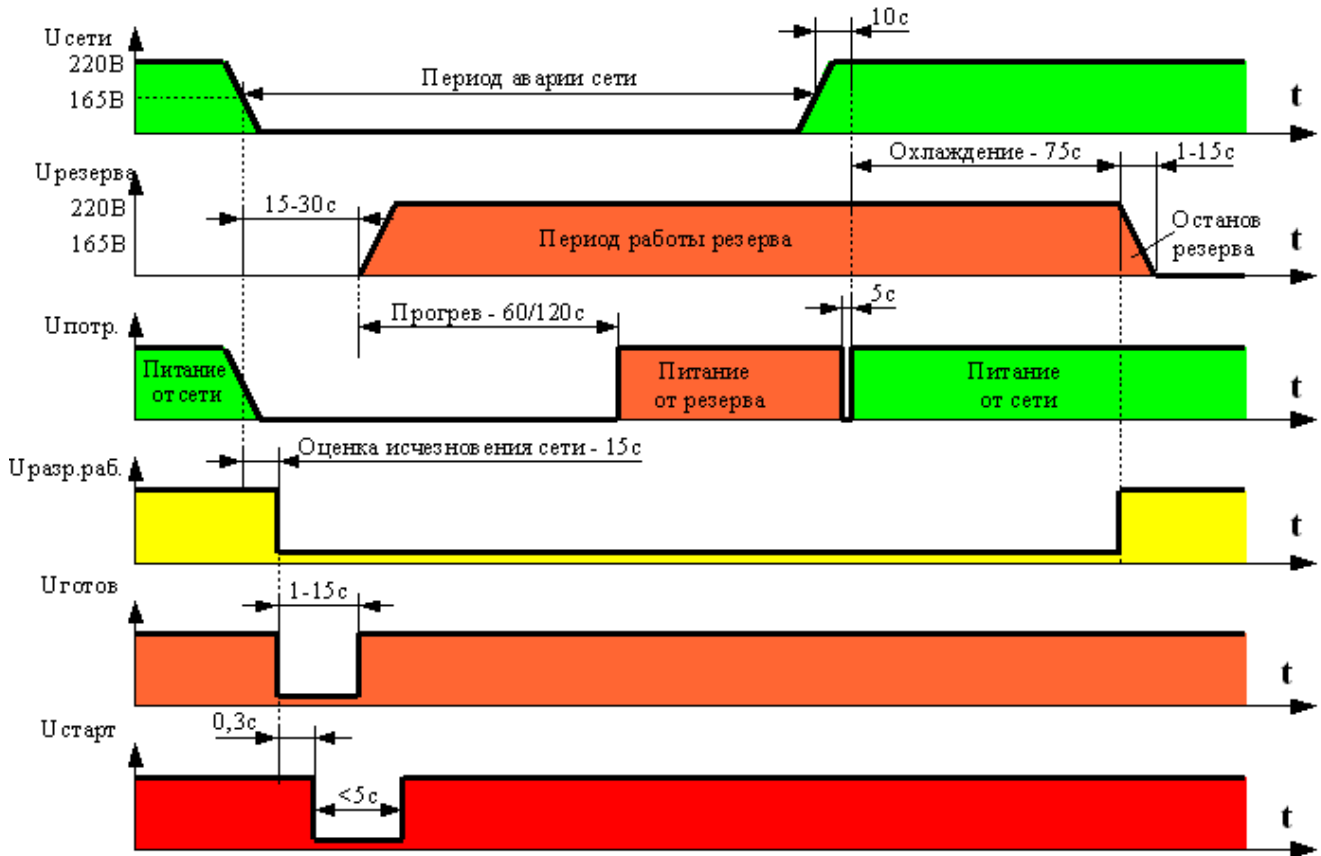 10с
Uсети
220В
165В
Период аварии сети
t
Охлаждение - 75с
1-15с
Uрезерва
220В
165В
15-30с
Период работы резерва
Останов
резерва
t
5с
Прогрев - 60/120с
Uпотр.
Питание
от сети
Питание
от резерва
Питание
от сети
t
Оценка исчезновения сети - 15с
Uразр.раб.
t
Uготов
1-15с
t
Uстарт
0,3с
<5с
t